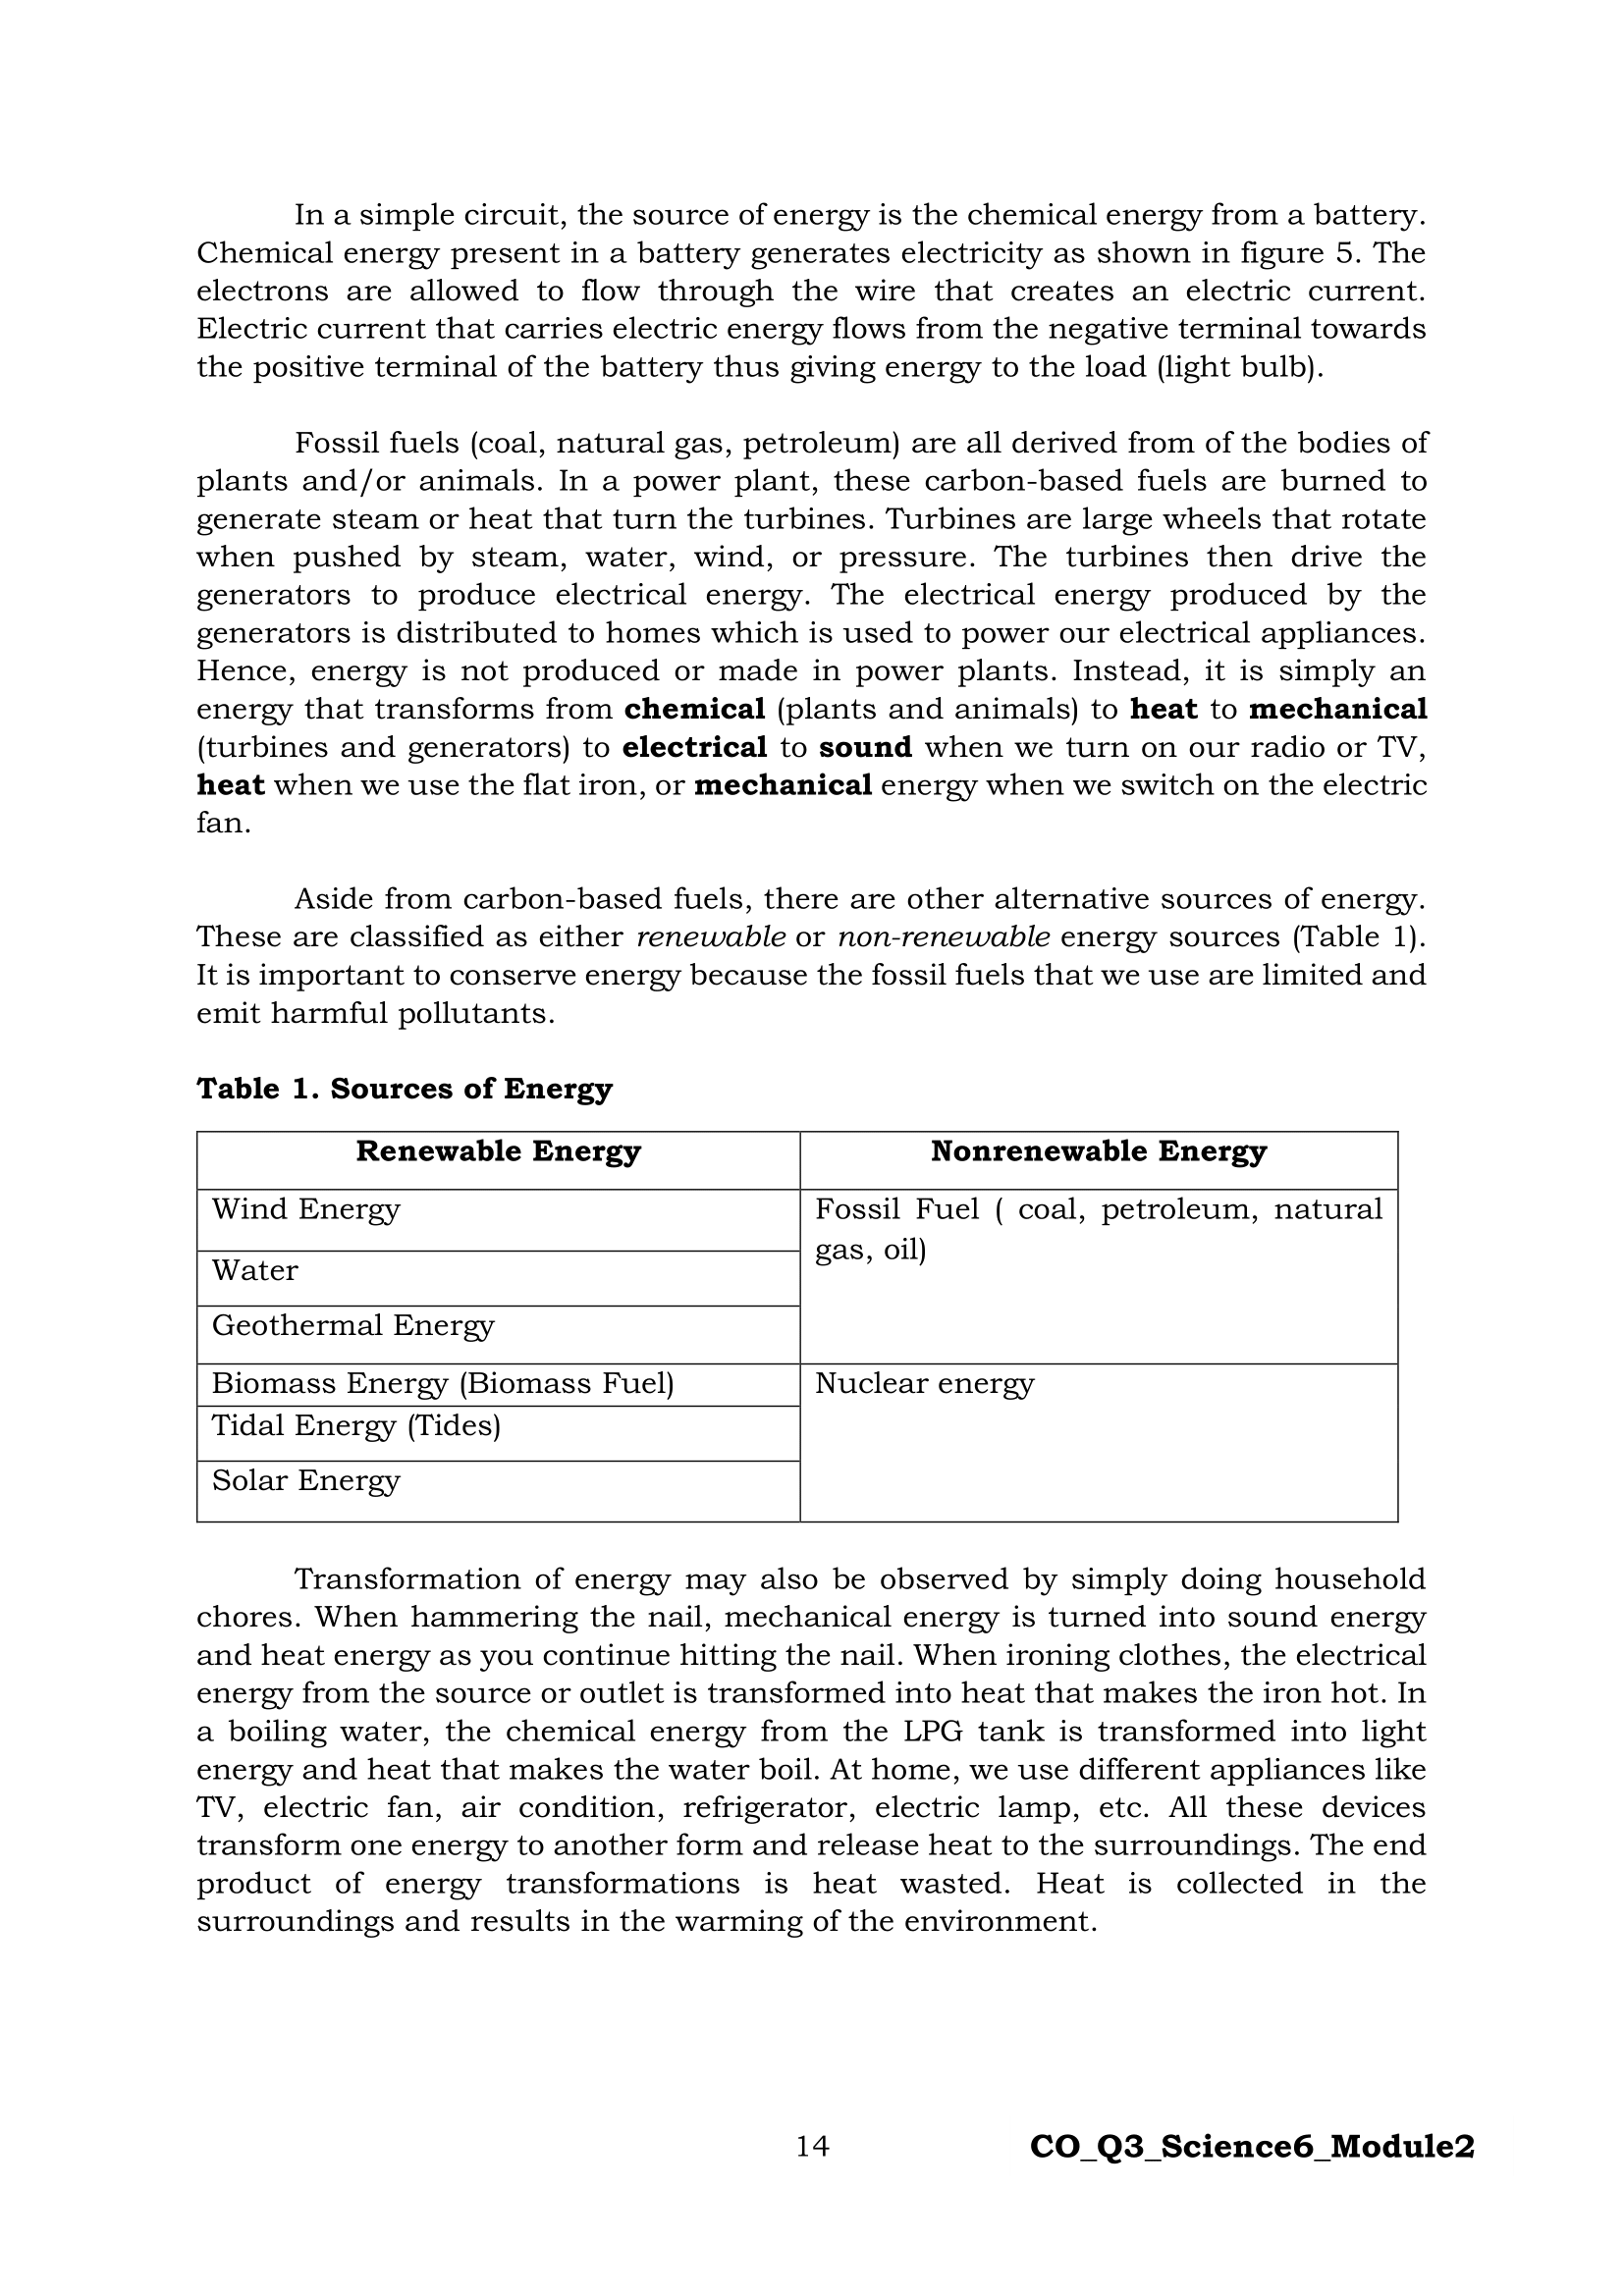 In a simple circuit, the source of energy is the chemical energy from a battery.
Chemical energy present in a battery generates electricity as shown in figure 5. The
electrons are allowed to flow through the wire that creates an electric current.
Electric current that carries electric energy flows from the negative terminal towards
the positive terminal of the battery thus giving energy to the load (light bulb).
Fossil fuels (coal, natural gas, petroleum) are all derived from of the bodies of
plants and/or animals. In a power plant, these carbon-based fuels are burned to
generate steam or heat that turn the turbines. Turbines are large wheels that rotate
when pushed by steam, water, wind, or pressure. The turbines then drive the
generators to produce electrical energy. The electrical energy produced by the
generators is distributed to homes which is used to power our electrical appliances.
Hence, energy is not produced or made in power plants. Instead, it is simply an
energy that transforms from chemical (plants and animals) to heat to mechanical
(turbines and generators) to electrical to sound when we turn on our radio or TV,
heat when we use the flat iron, or mechanical energy when we switch on the electric
fan.
Aside from carbon-based fuels, there are other alternative sources of energy.
These are classified as either renewable or non-renewable energy sources (Table 1).
It is important to conserve energy because the fossil fuels that we use are limited and
emit harmful pollutants.
Table 1. Sources of Energy
Renewable Energy
Nonrenewable Energy
Wind Energy
Fossil Fuel ( coal, petroleum, natural
gas, oil)
Water
Geothermal Energy
Biomass Energy (Biomass Fuel)
Nuclear energy
Tidal Energy (Tides)
Solar Energy
Transformation of energy may also be observed by simply doing household
chores. When hammering the nail, mechanical energy is turned into sound energy
and heat energy as you continue hitting the nail. When ironing clothes, the electrical
energy from the source or outlet is transformed into heat that makes the iron hot. In
a boiling water, the chemical energy from the LPG tank is transformed into light
energy and heat that makes the water boil. At home, we use different appliances like
TV, electric fan, air condition, refrigerator, electric lamp, etc. All these devices
transform one energy to another form and release heat to the surroundings. The end
product of energy transformations is heat wasted. Heat is collected in the
surroundings and results in the warming of the environment.
14
CO_Q3_Science6_Module2